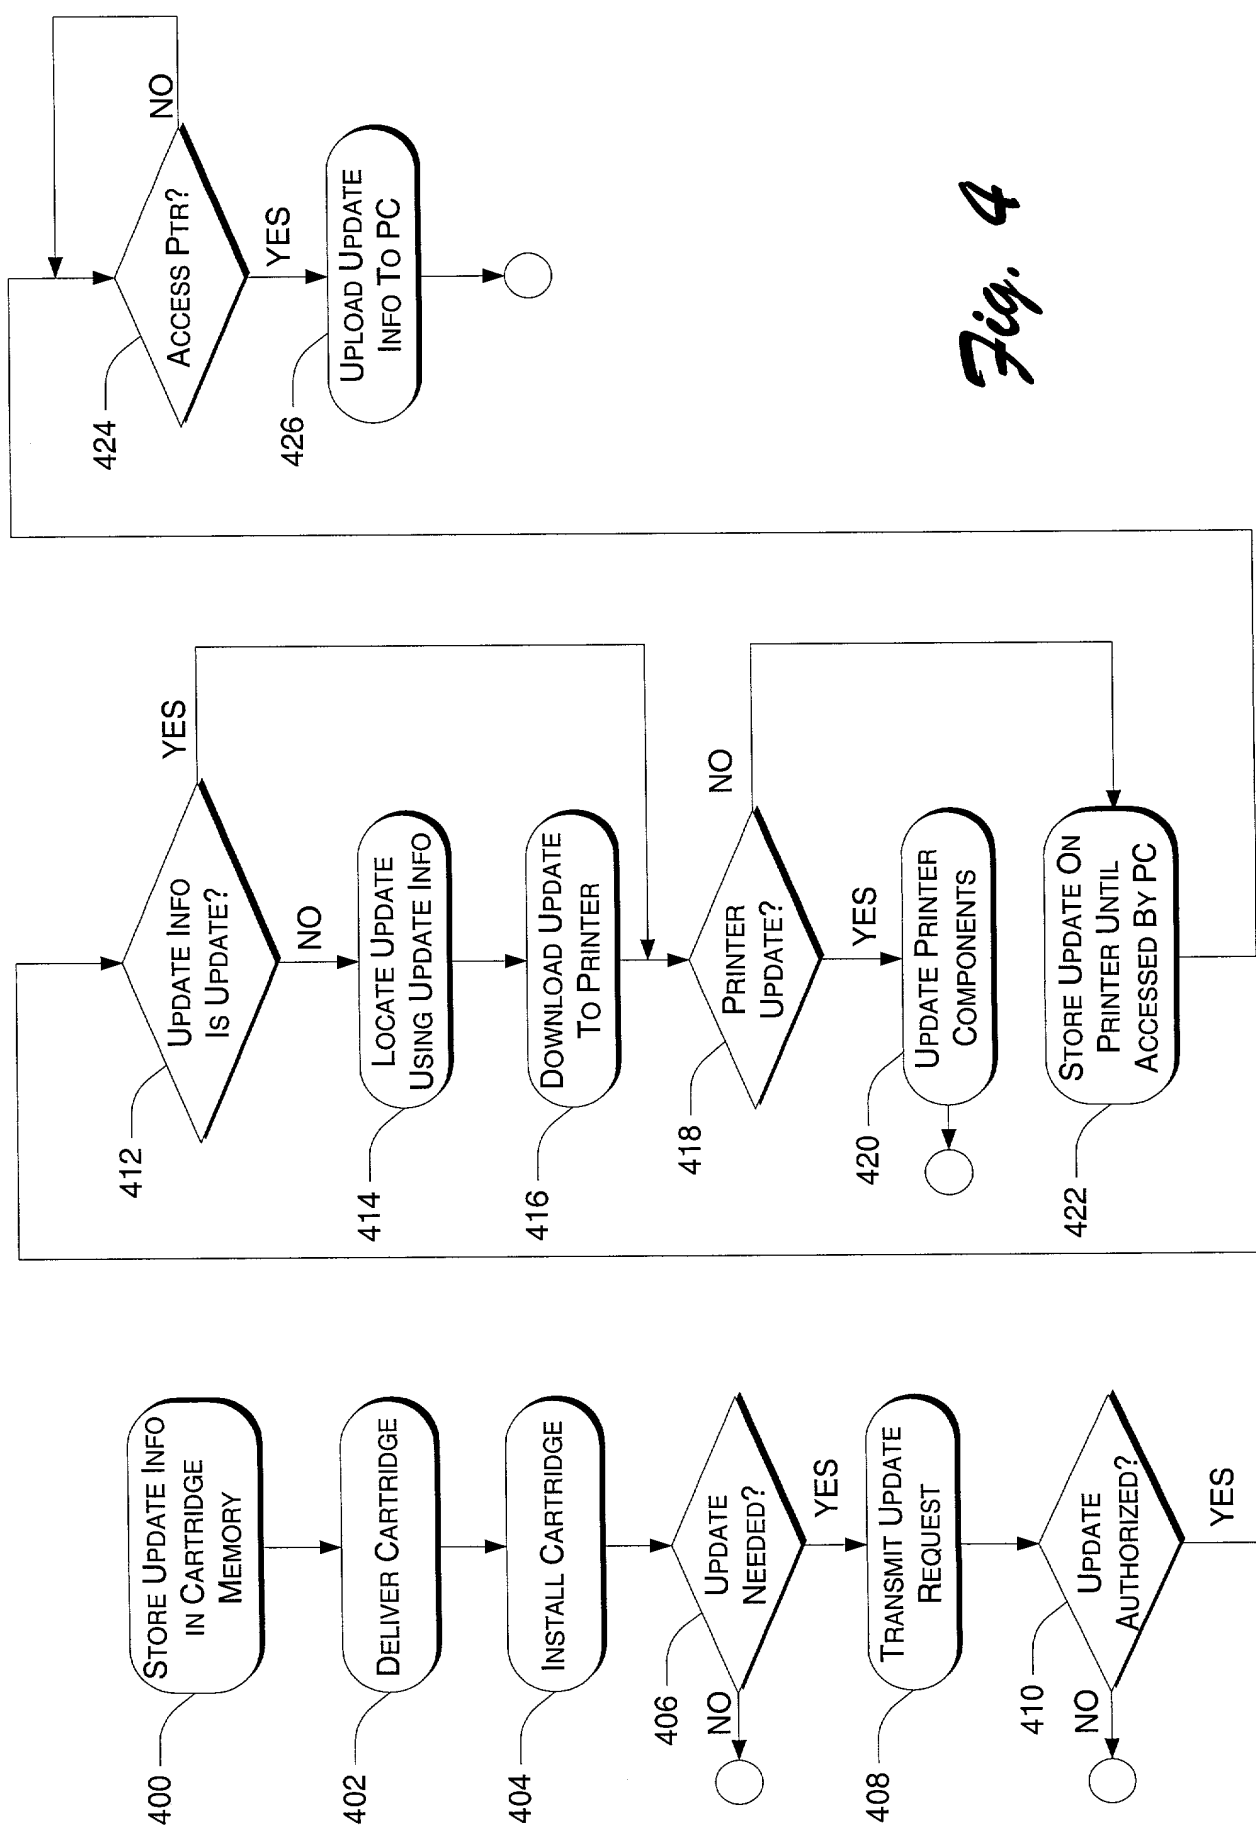 400
STORE UPDATE INFO
IN CARTRIDGE
MEMORY
402
DELIVER CARTRIDGE
404
INSTALL CARTRIDGE
406
UPDATE
NEEDED?
NO
YES
408
TRANSMIT UPDATE
REQUEST
410
UPDATE
AUTHORIZED?
NO
YES
412
UPDATE INFO
IS UPDATE?
YES
NO
414
LOCATE UPDATE
USING UPDATE INFO
416
DOWNLOAD UPDATE
TO PRINTER
418
PRINTER
UPDATE?
NO
YES
420
UPDATE PRINTER
COMPONENTS
422
STORE UPDATE ON
PRINTER UNTIL
ACCESSED BY PC
424
ACCESS PTR?
NO
YES
426
UPLOAD UPDATE
INFO TO PC
Fig. 4